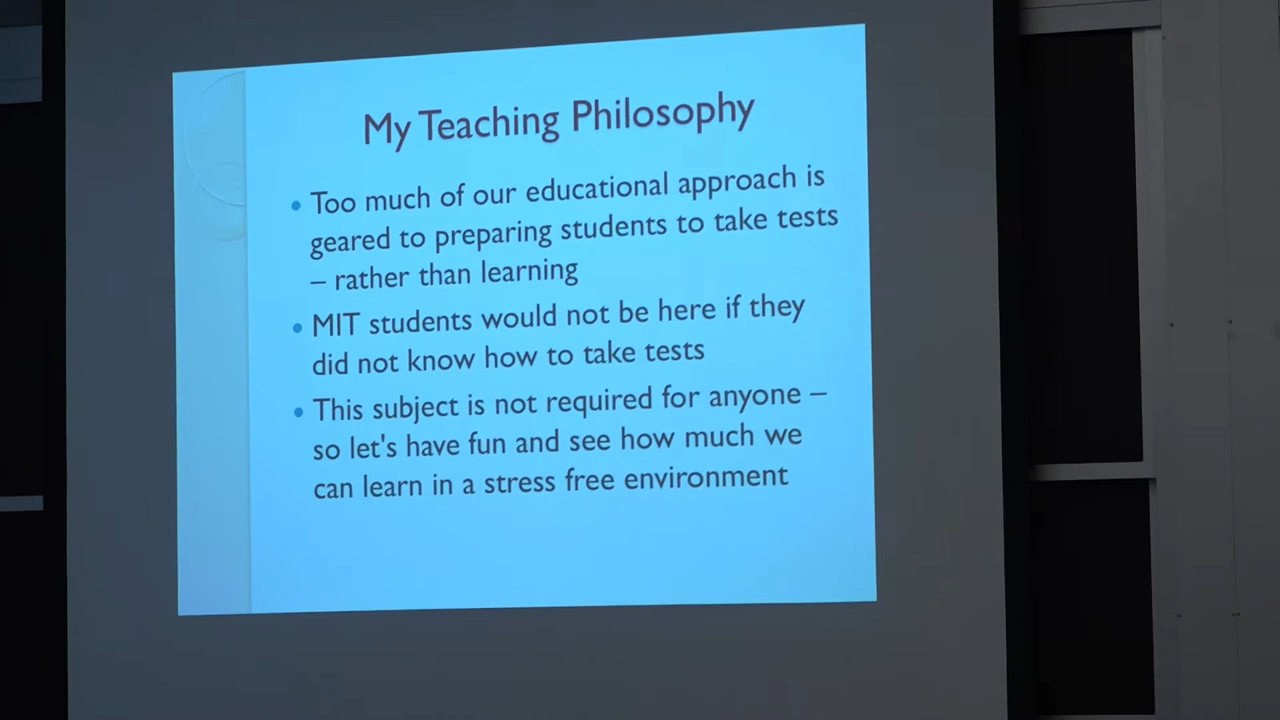 My Teaching Philosophy
• Too much of our educational approach is
geared to preparing students to take tests
– rather than learning
• MIT students would not be here if they
did not know how to take tests
• This subject is not required for anyone –
so let's have fun and see how much we
can learn in a stress free environment